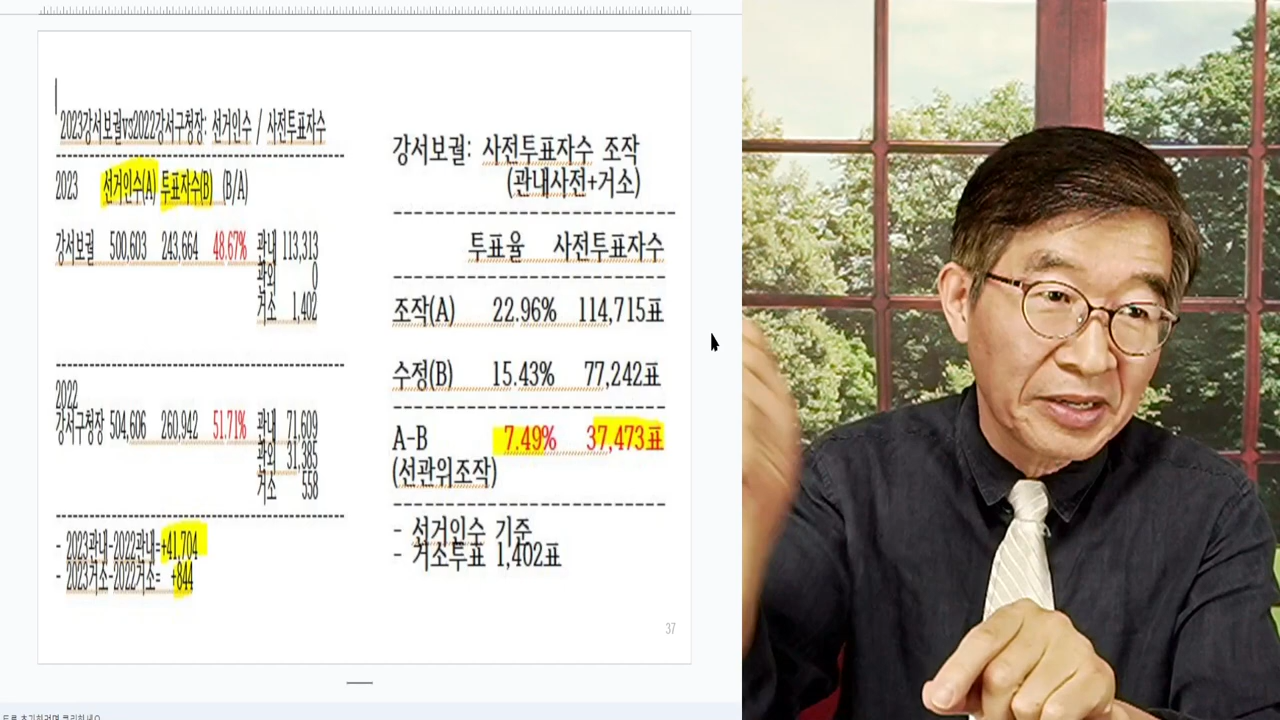 2023강서보궐vs2022강서구청장: 선거인수 / 사전투표자수
2023 선거인수(A) 투표자수(B) (B/A)
강서보궐 500,603 243,664 48.67% 관내 113,313
관외 0
거소 1,402
2022
강서구청장 504,606 260,942 51.71% 관내 71,609
관외 31,385
거소 558
- 2023관내-2022관내=+41,704
- 2023거소-2022거소= +844
강서보궐: 사전투표자수 조작
(관내사전+거소)
투표율 사전투표자수
조작(A) 22.96% 114,715표
수정(B) 15.43% 77,242표
A-B 7.49% 37,473표
(선관위조작)
- 선거인수 기준
- 거소투표 1,402표
37